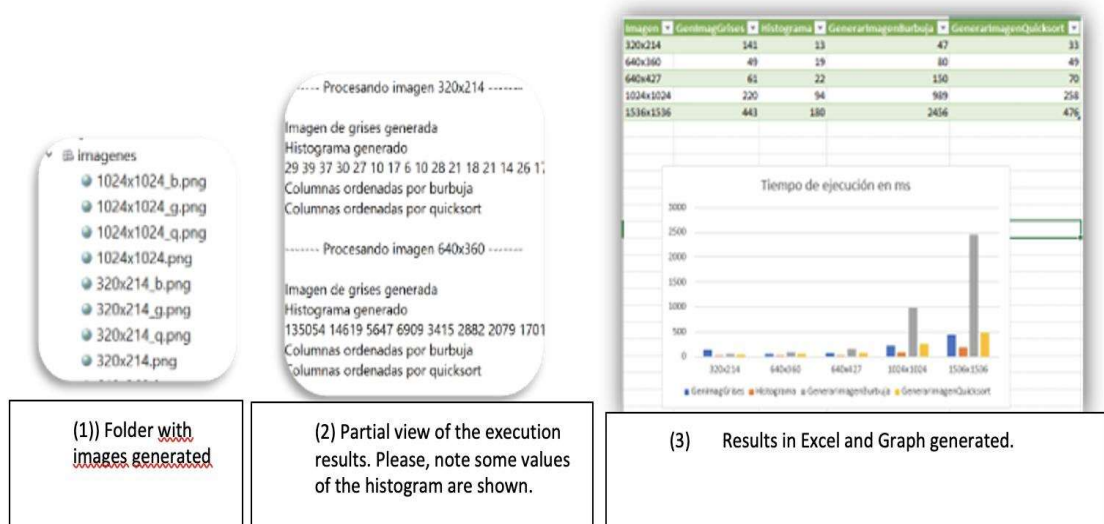 imagenes
1024x1024_b.png
1024x1024_g.png
1024x1024_q.png
1024x1024.png
320x214_b.png
320x214_g.png
320x214_q.png
320x214.png
(1)) Folder with
images generated
----- Procesando imagen 320x214 -------
Imagen de grises generada
Histograma generado
29 39 37 30 27 10 17 6 10 28 21 18 21 14 26
Columnas ordenadas por burbuja
Columnas ordenadas por quicksort
------- Procesando imagen 640x360 -------
Imagen de grises generada
Histograma generado
135054 14619 5647 6909 3415 2882 2079 1701
Columnas ordenadas por burbuja
Columnas ordenadas por quicksort
(2) Partial view of the execution
results. Please, note some values
of the histogram are shown.
Imagen GenImagGrises Histograma GenerarImagenBurbuja GenerarImagenQuicksort
320x214 141 13 47 33
640x360 49 19 80 49
640x427 61 22 150 70
1024x1024 220 94 989 258
1536x1536 443 180 2456 476
Tiempo de ejecución en ms
3000
2500
2000
1500
1000
500
0
320x214 640x360 640x427 1024x1024 1536x1536
GenImagGrises Histograma GenerarImagenBurbuja GenerarImagenQuicksort
(3) Results in Excel and Graph generated.